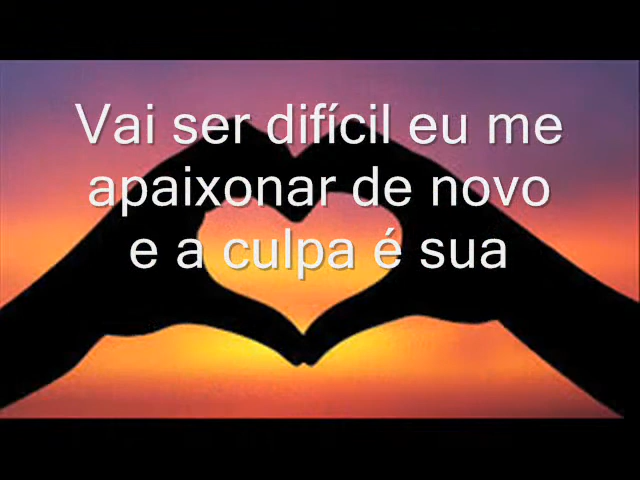 Vai ser difícil eu me
apaixonar de novo
e a culpa é sua